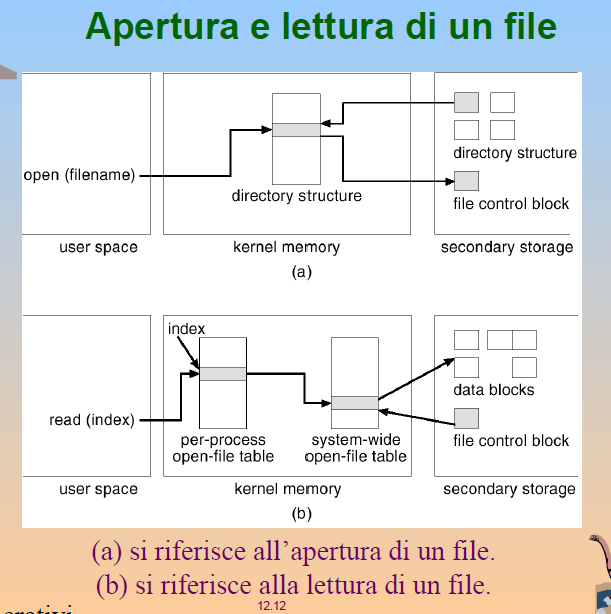 Apertura e lettura di un file
directory structure
open (filename)
directory structure
file control block
user space
kernel memory
secondary storage
(a)
index
data blocks
read (index)
per-process
open-file table
system-wide
open-file table
file control block
user space
kernel memory
secondary storage
(b)
(a) si riferisce all’apertura di un file.
(b) si riferisce alla lettura di un file.
12.12